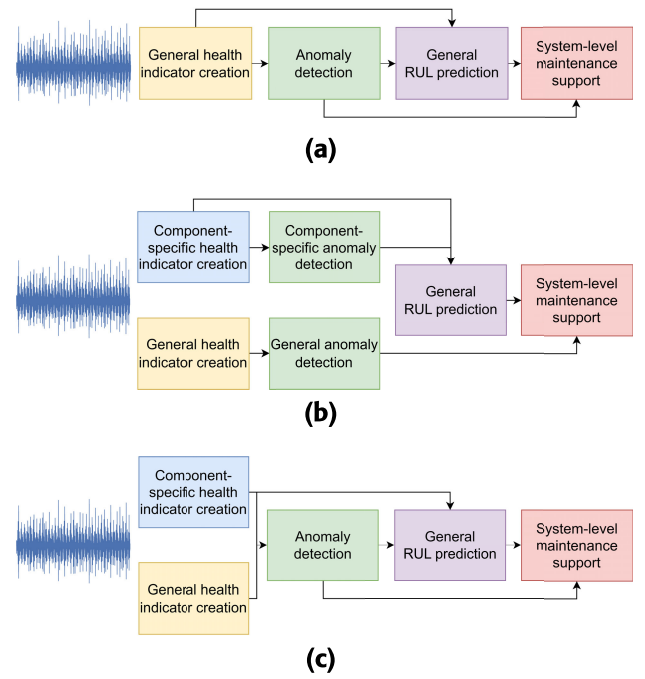 General health
indicator creation
Anomaly
detection
General
RUL prediction
System-level
maintenance
support
(a)
Component-
specific health
indicator creation
Component-
specific anomaly
detection
General
RUL prediction
System-level
maintenance
support
General health
indicator creation
General anomaly
detection
(b)
Component-
specific health
indicator creation
Anomaly
detection
General
RUL prediction
System-level
maintenance
support
General health
indicator creation
(c)